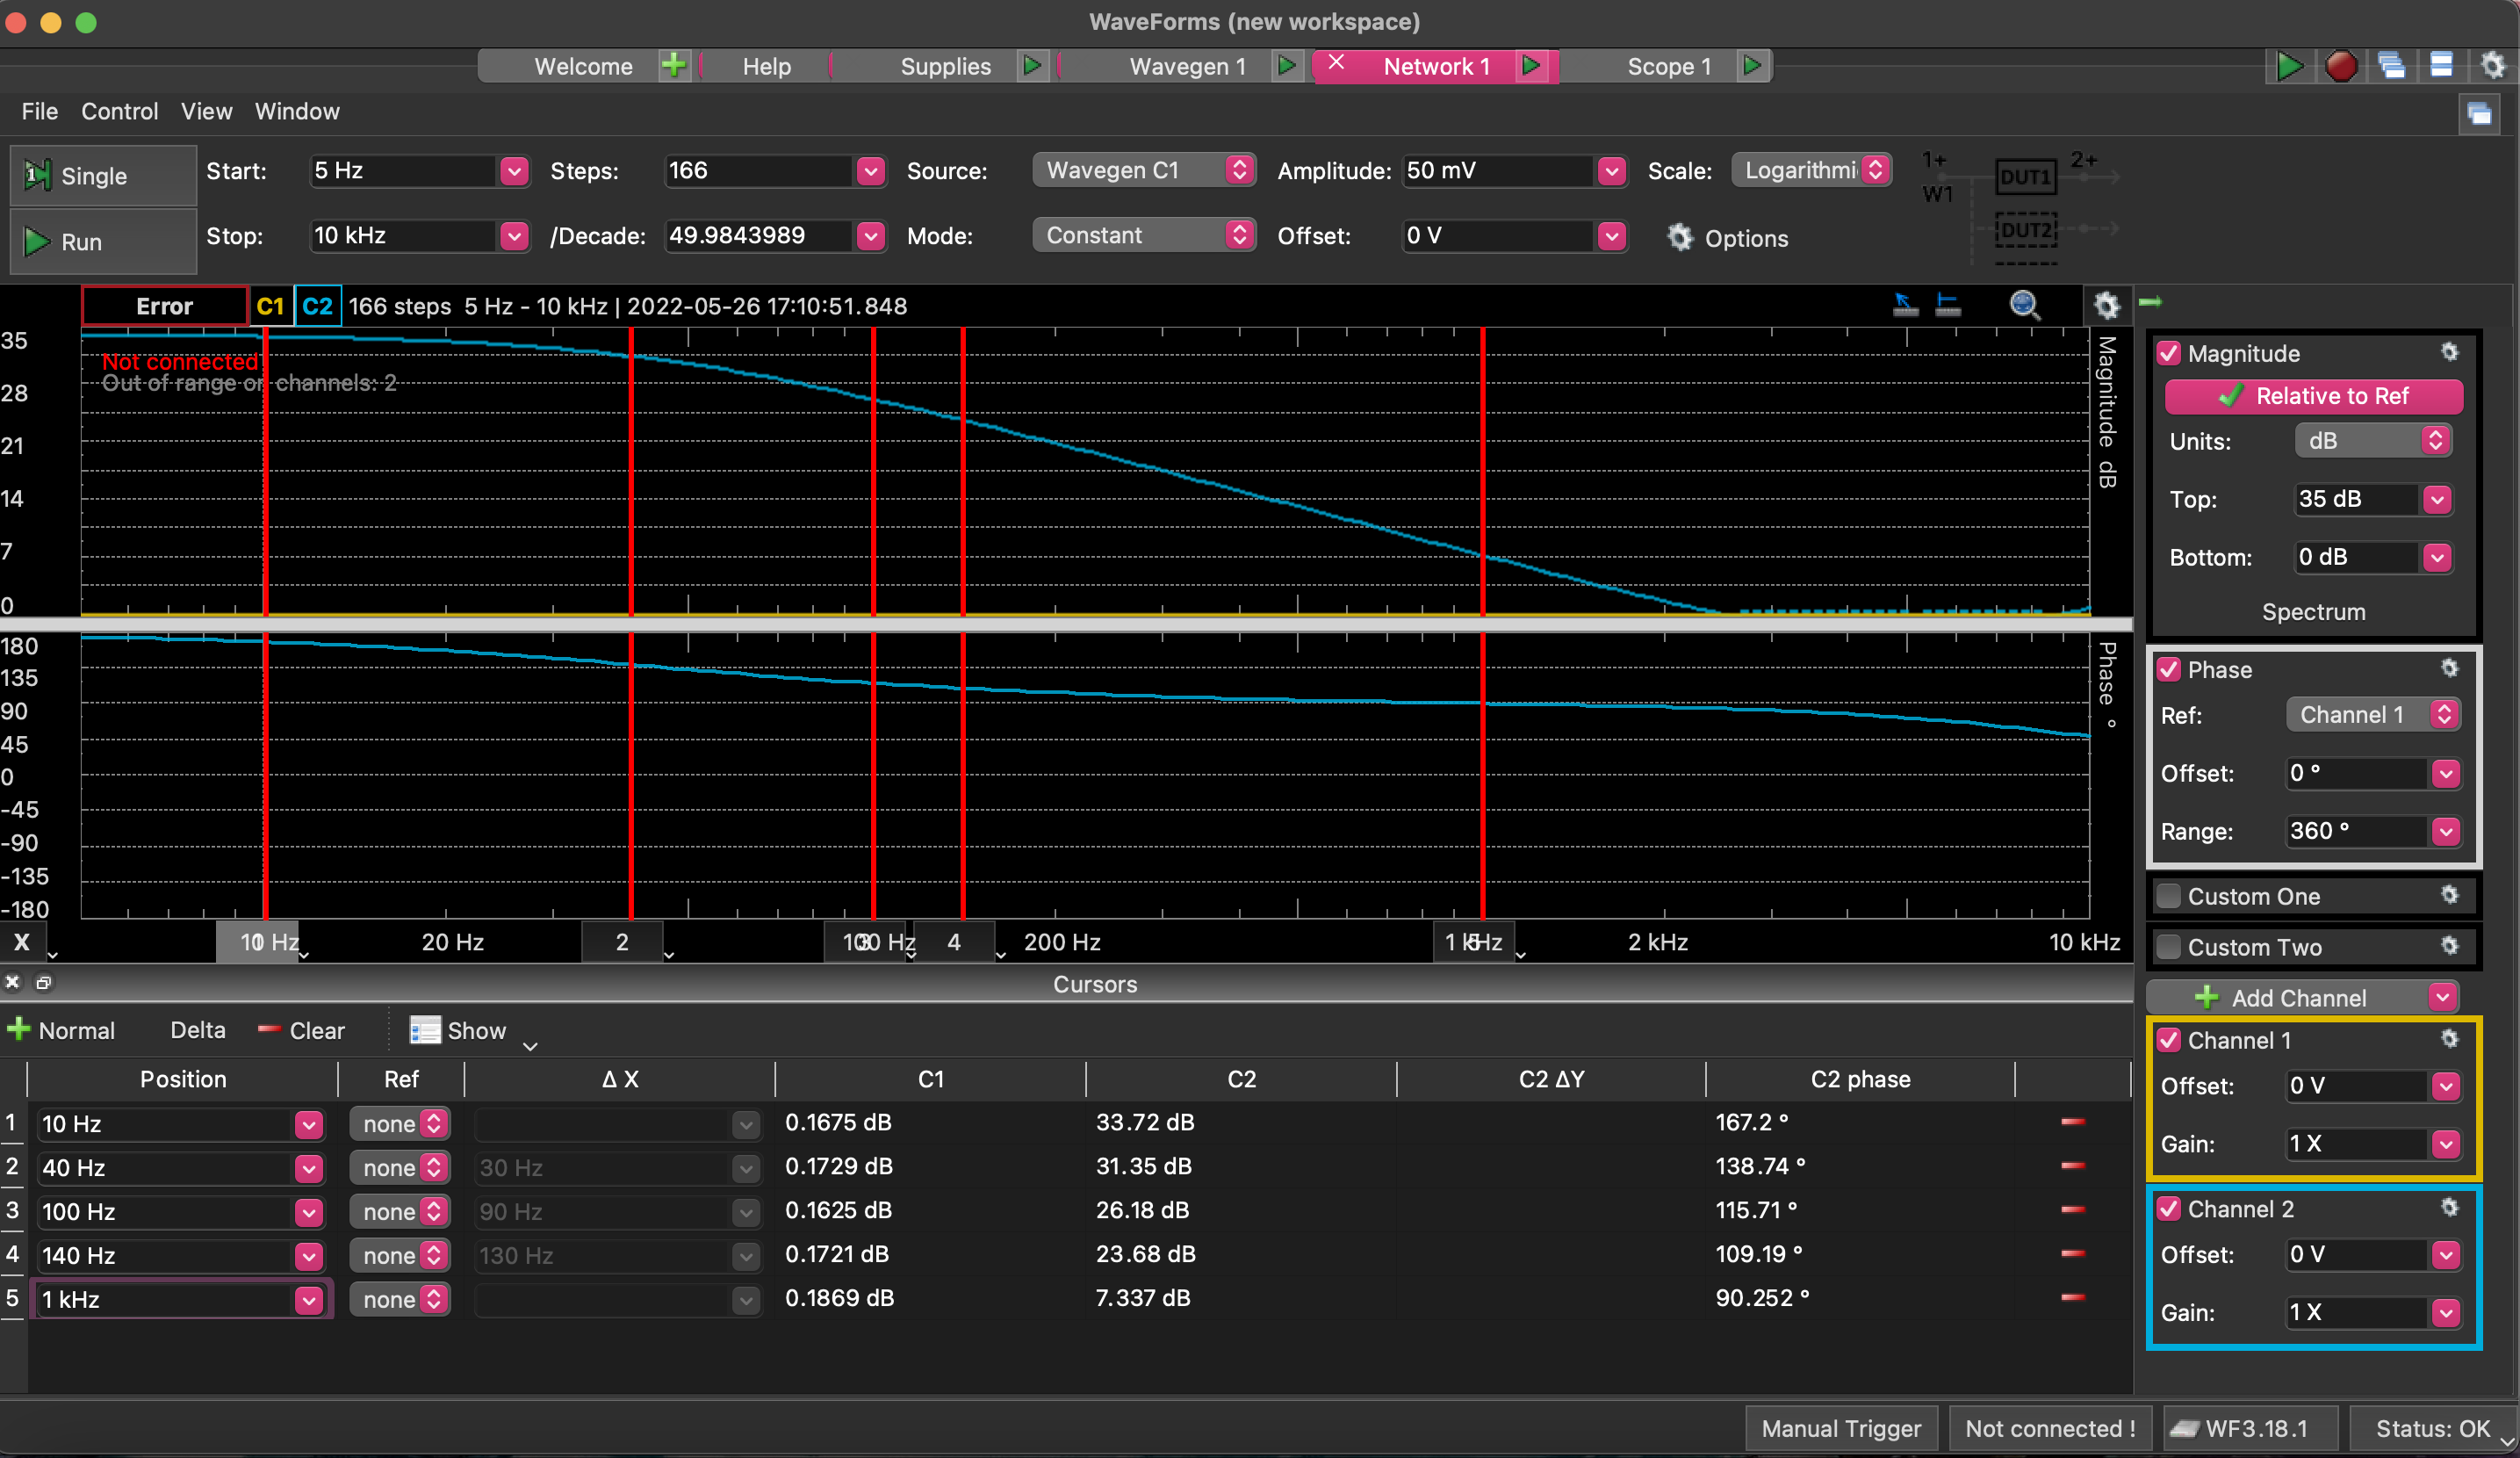 WaveForms (new workspace)
Welcome Help Supplies Wavegen 1 Network 1 Scope 1
File Control View Window
Single Start: 5 Hz Steps: 166 Source: Wavegen C1 Amplitude: 50 mV Scale: Logarithmi
1+ 2+
W1 DUT1
DUT2
Run Stop: 10 kHz /Decade: 49.9843989 Mode: Constant Offset: 0 V Options
Error C1 C2 166 steps 5 Hz - 10 kHz | 2022-05-26 17:10:51.848
Not connected
Out of range on channels: 2
35
28
21
14
7
0
Magnitude dB
180
135
90
45
0
-45
-90
-135
-180
Phase °
X 1 10 Hz 20 Hz 2 100 Hz 3 4 200 Hz 1 kHz 5 2 kHz 10 kHz
Magnitude
Relative to Ref
Units: dB
Top: 35 dB
Bottom: 0 dB
Spectrum
Phase
Ref: Channel 1
Offset: 0 °
Range: 360 °
Custom One
Custom Two
Add Channel
Channel 1
Offset: 0 V
Gain: 1 X
Channel 2
Offset: 0 V
Gain: 1 X
Cursors
Normal Delta Clear Show
Position Ref Δ X C1 C2 C2 ΔY C2 phase
1 10 Hz none 0.1675 dB 33.72 dB 167.2 °
2 40 Hz none 30 Hz 0.1729 dB 31.35 dB 138.74 °
3 100 Hz none 90 Hz 0.1625 dB 26.18 dB 115.71 °
4 140 Hz none 130 Hz 0.1721 dB 23.68 dB 109.19 °
5 1 kHz none 0.1869 dB 7.337 dB 90.252 °
Manual Trigger Not connected ! WF3.18.1 Status: OK